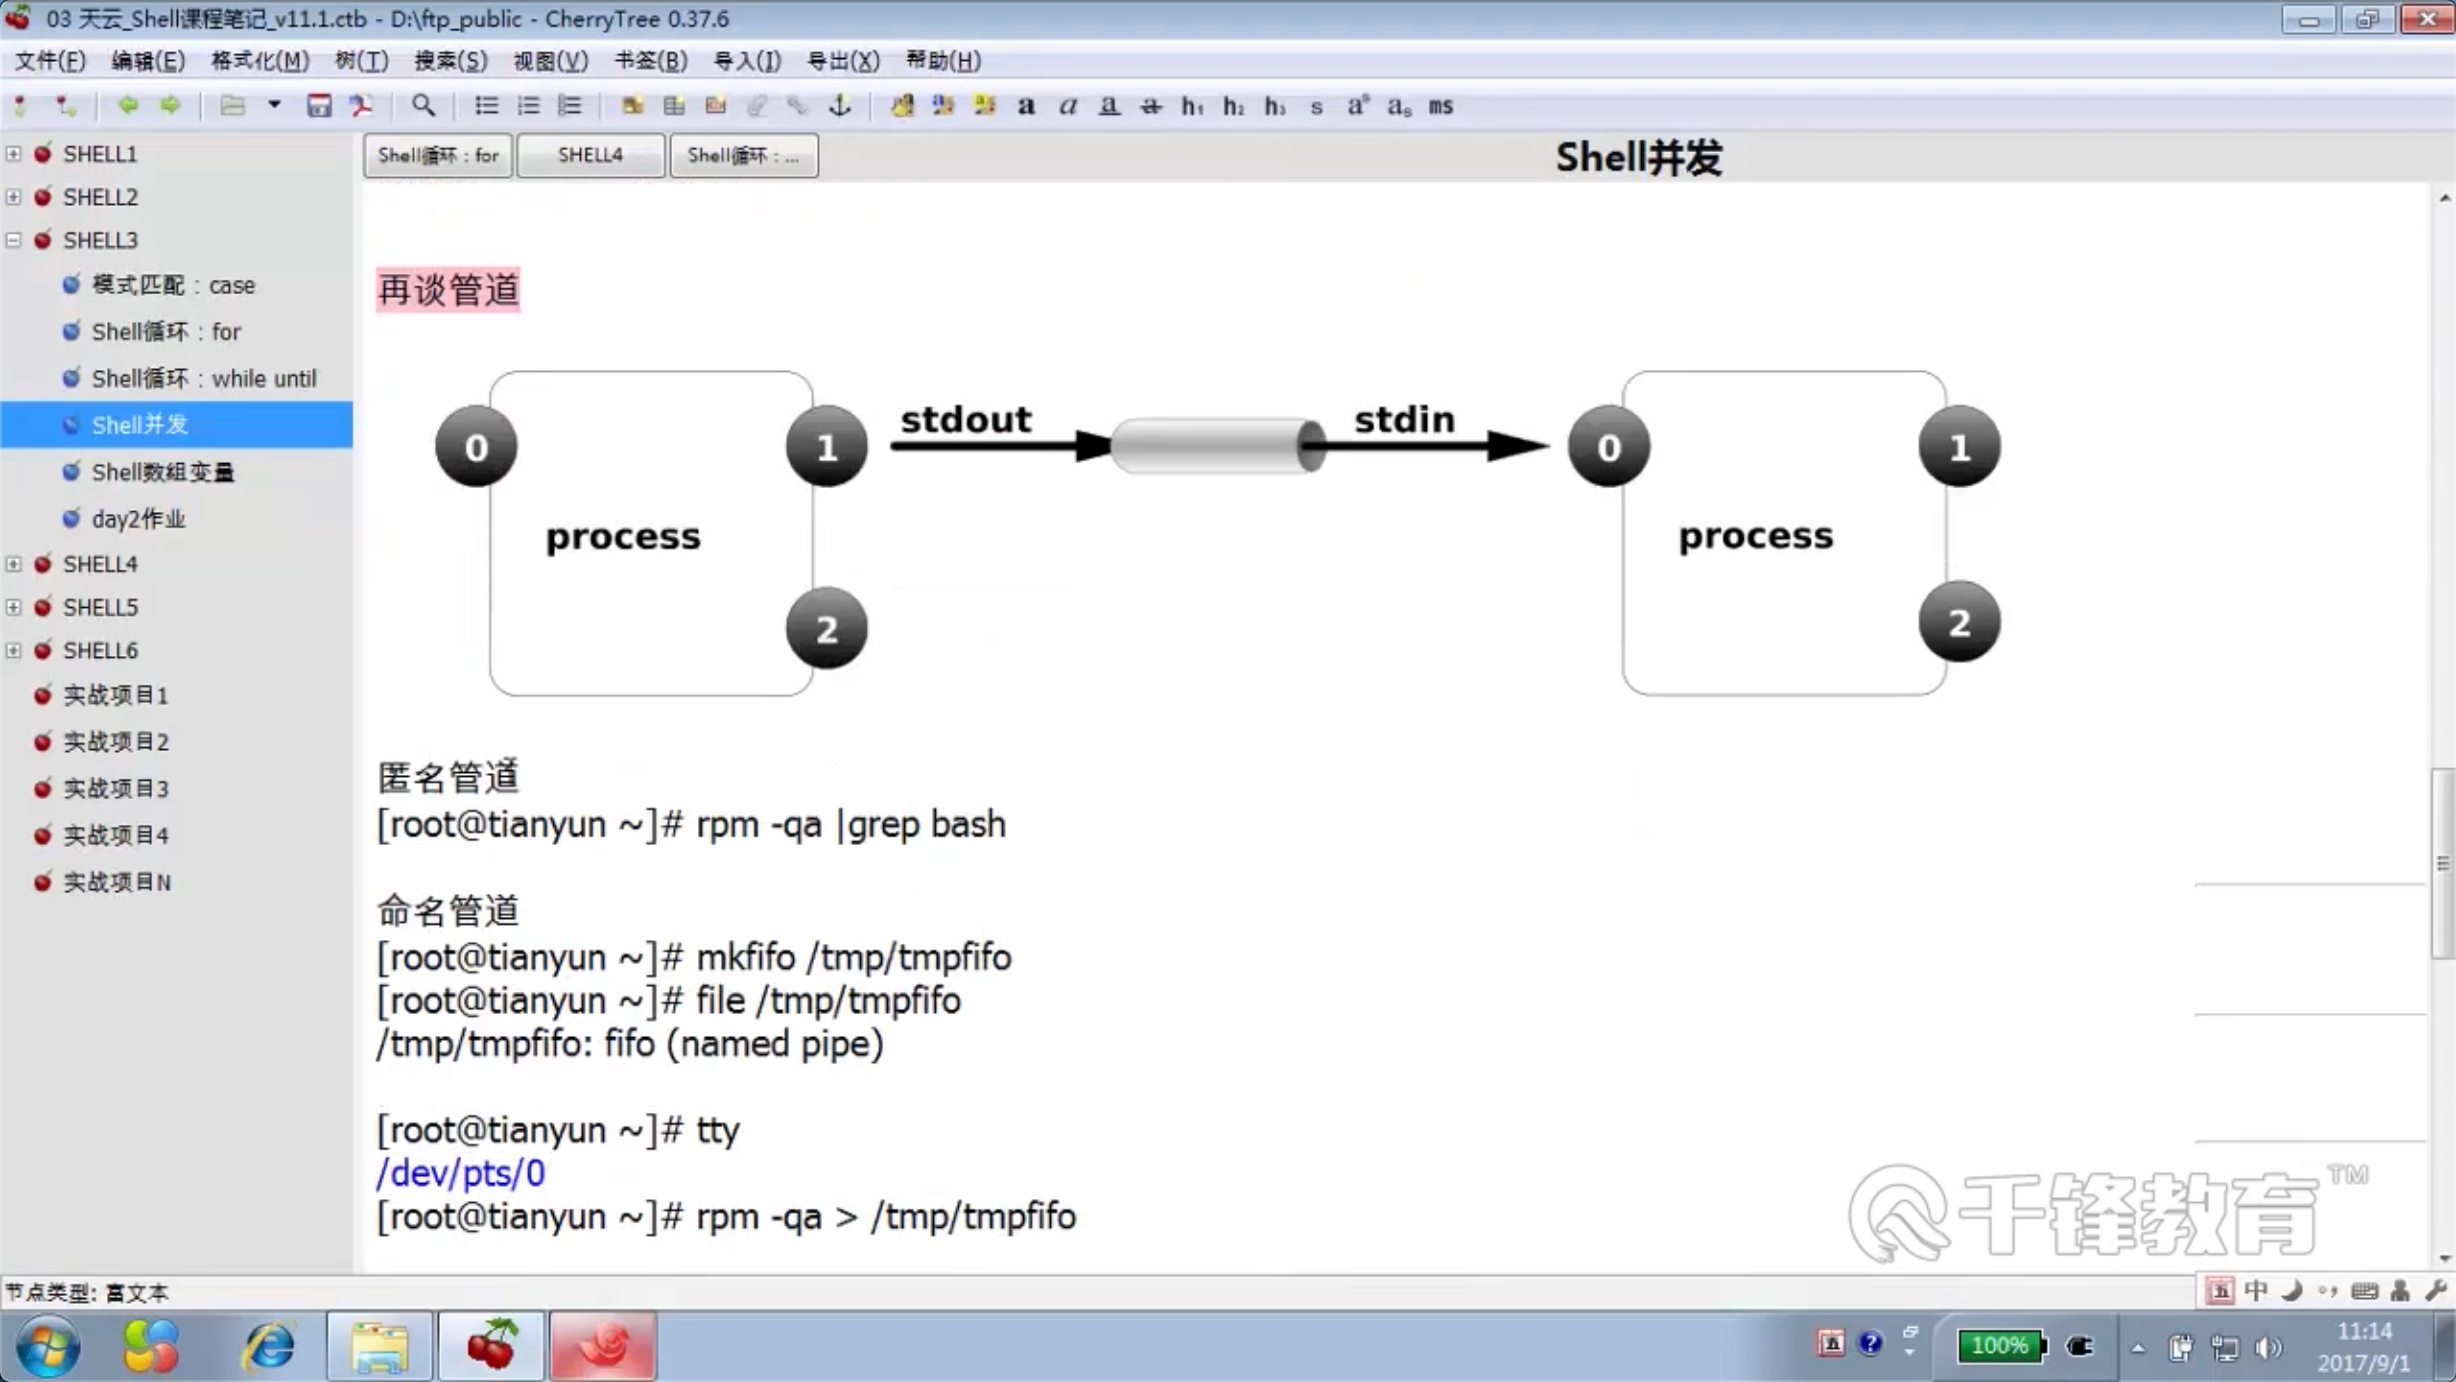 03 天云_Shell课程笔记_v11.1.ctb - D:\ftp_public - CherryTree 0.37.6
文件(F) 编辑(E) 格式化(M) 树(T) 搜索(S) 视图(V) 书签(B) 导入(I) 导出(X) 帮助(H)
a a a a h1 h2 h3 s as as ms
Shell循环 : for SHELL4 Shell循环 : ... Shell并发
SHELL1
SHELL2
SHELL3
模式匹配 : case
Shell循环 : for
Shell循环 : while until
Shell并发
Shell数组变量
day2作业
SHELL4
SHELL5
SHELL6
实战项目1
实战项目2
实战项目3
实战项目4
实战项目N
再谈管道
0 process 1 2
stdout
stdin
0 process 1 2
匿名管道
[root@tianyun ~]# rpm -qa |grep bash
命名管道
[root@tianyun ~]# mkfifo /tmp/tmpfifo
[root@tianyun ~]# file /tmp/tmpfifo
/tmp/tmpfifo: fifo (named pipe)
[root@tianyun ~]# tty
/dev/pts/0
[root@tianyun ~]# rpm -qa > /tmp/tmpfifo
千锋教育™
节点类型: 富文本
五 中
五 100% 11:14
2017/9/1